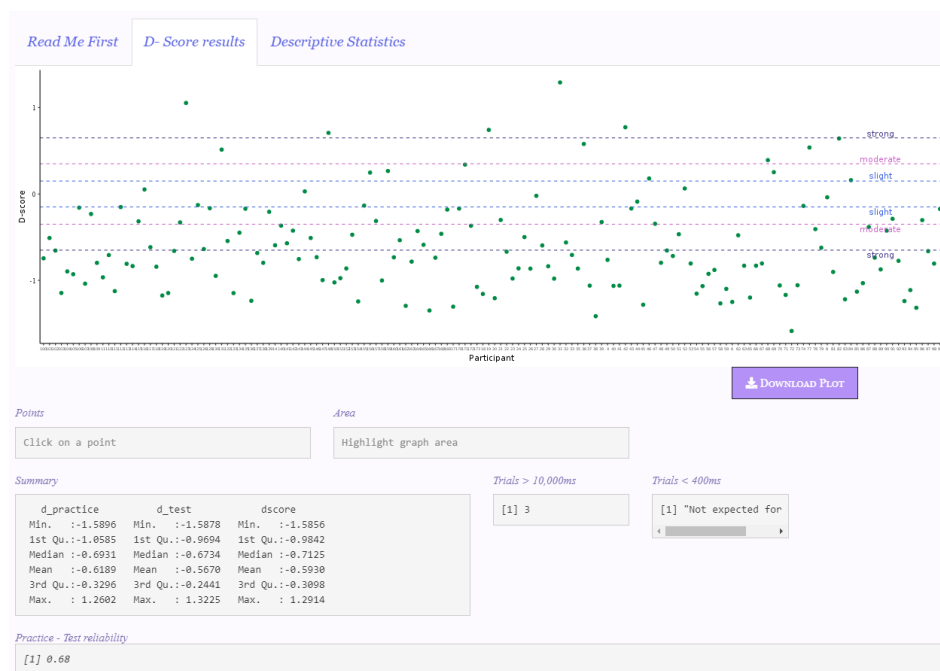 Read Me First
D- Score results
Descriptive Statistics
1
strong
moderate
slight
0
slight
moderate
strong
-1
D-score
Participant
Download Plot
Points
Area
Click on a point
Highlight graph area
Summary
Trials > 10,000ms
Trials < 400ms
d_practice d_test dscore
[1] 3
[1] "Not expected for
Min. :-1.5896 Min. :-1.5878 Min. :-1.5856
1st Qu.:-1.0585 1st Qu.:-0.9694 1st Qu.:-0.9842
Median :-0.6931 Median :-0.6734 Median :-0.7125
Mean :-0.6189 Mean :-0.5670 Mean :-0.5930
3rd Qu.:-0.3296 3rd Qu.:-0.2441 3rd Qu.:-0.3098
Max. : 1.2602 Max. : 1.3225 Max. : 1.2914
Practice - Test reliability
[1] 0.68